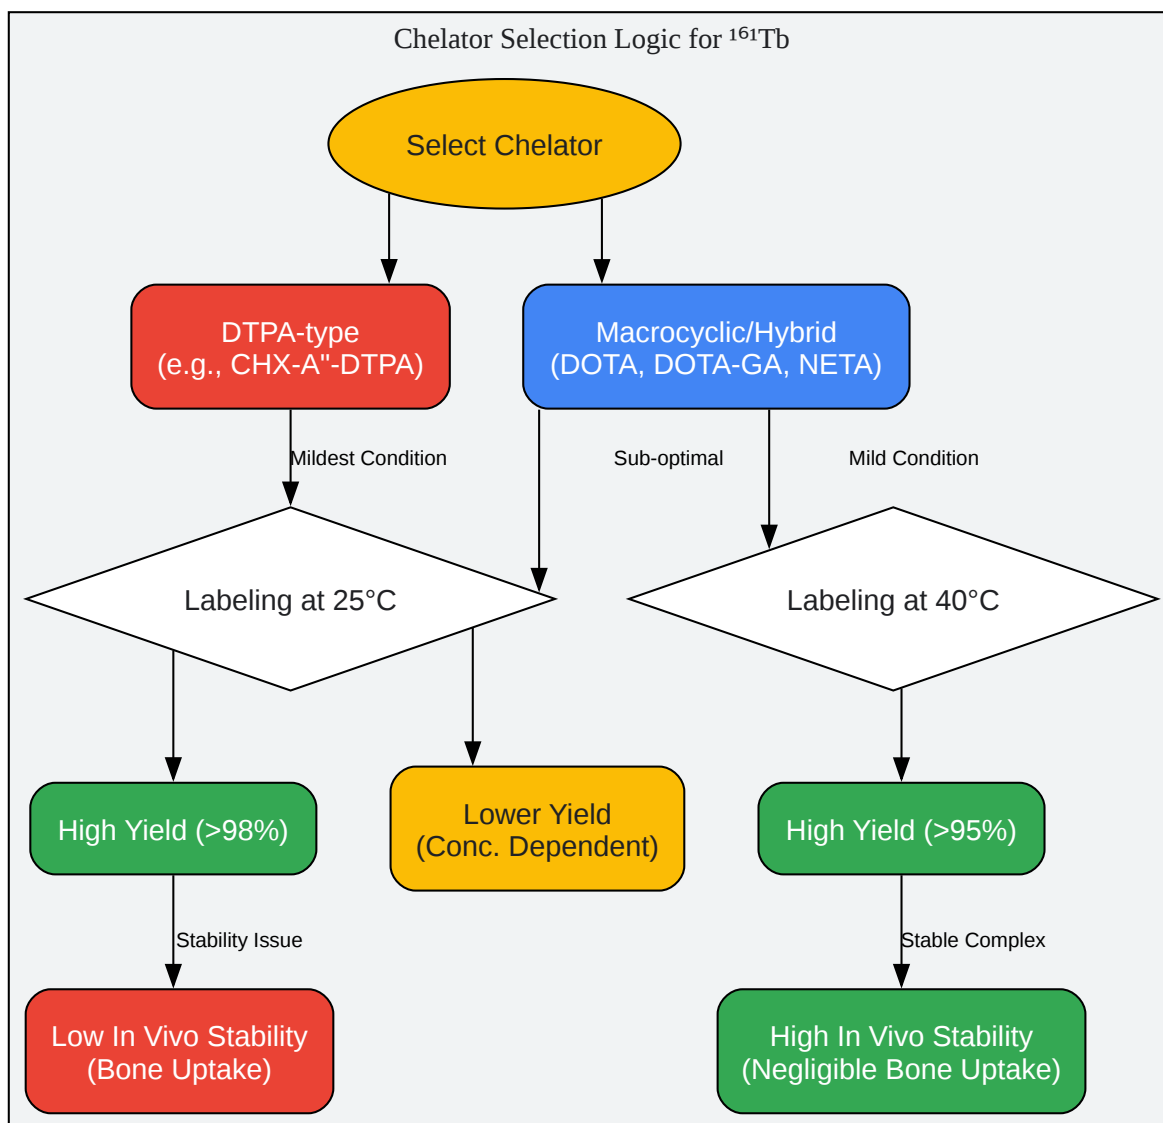 Chelator Selection Logic for ¹⁶¹Tb
Select Chelator
DTPA-type
(e.g., CHX-A"-DTPA)
Macrocyclic/Hybrid
(DOTA, DOTA-GA, NETA)
Mildest Condition
Sub-optimal
Mild Condition
Labeling at 25°C
Labeling at 40°C
High Yield (>98%)
Lower Yield
(Conc. Dependent)
High Yield (>95%)
Stability Issue
Stable Complex
Low In Vivo Stability
(Bone Uptake)
High In Vivo Stability
(Negligible Bone Uptake)